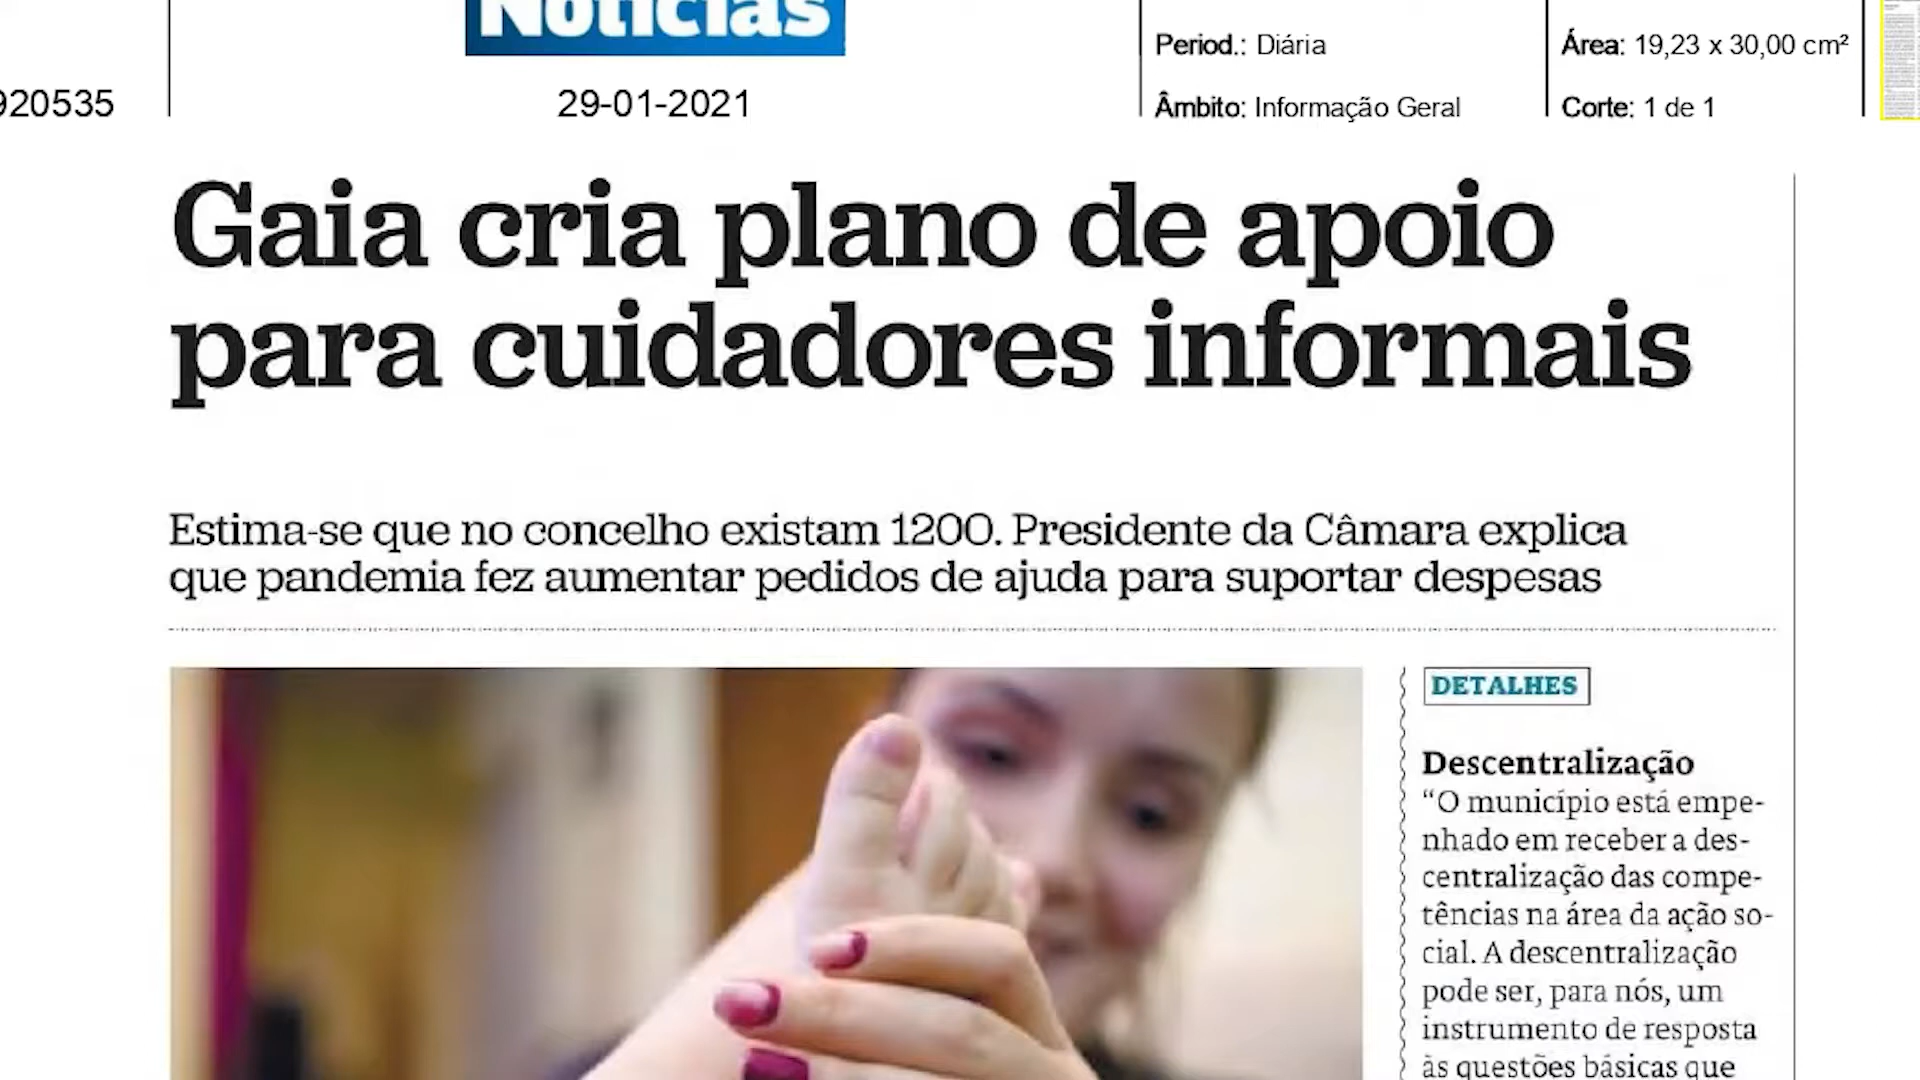 Notícias
920535
29-01-2021
Period.: Diária
Âmbito: Informação Geral
Área: 19,23 x 30,00 cm²
Corte: 1 de 1
Gaia cria plano de apoio
para cuidadores informais
Estima-se que no concelho existam 1200. Presidente da Câmara explica
que pandemia fez aumentar pedidos de ajuda para suportar despesas
DETALHES
Descentralização
“O município está empe-
nhado em receber a des-
centralização das compe-
tências na área da ação so-
cial. A descentralização
pode ser, para nós, um
instrumento de resposta
às questões básicas que